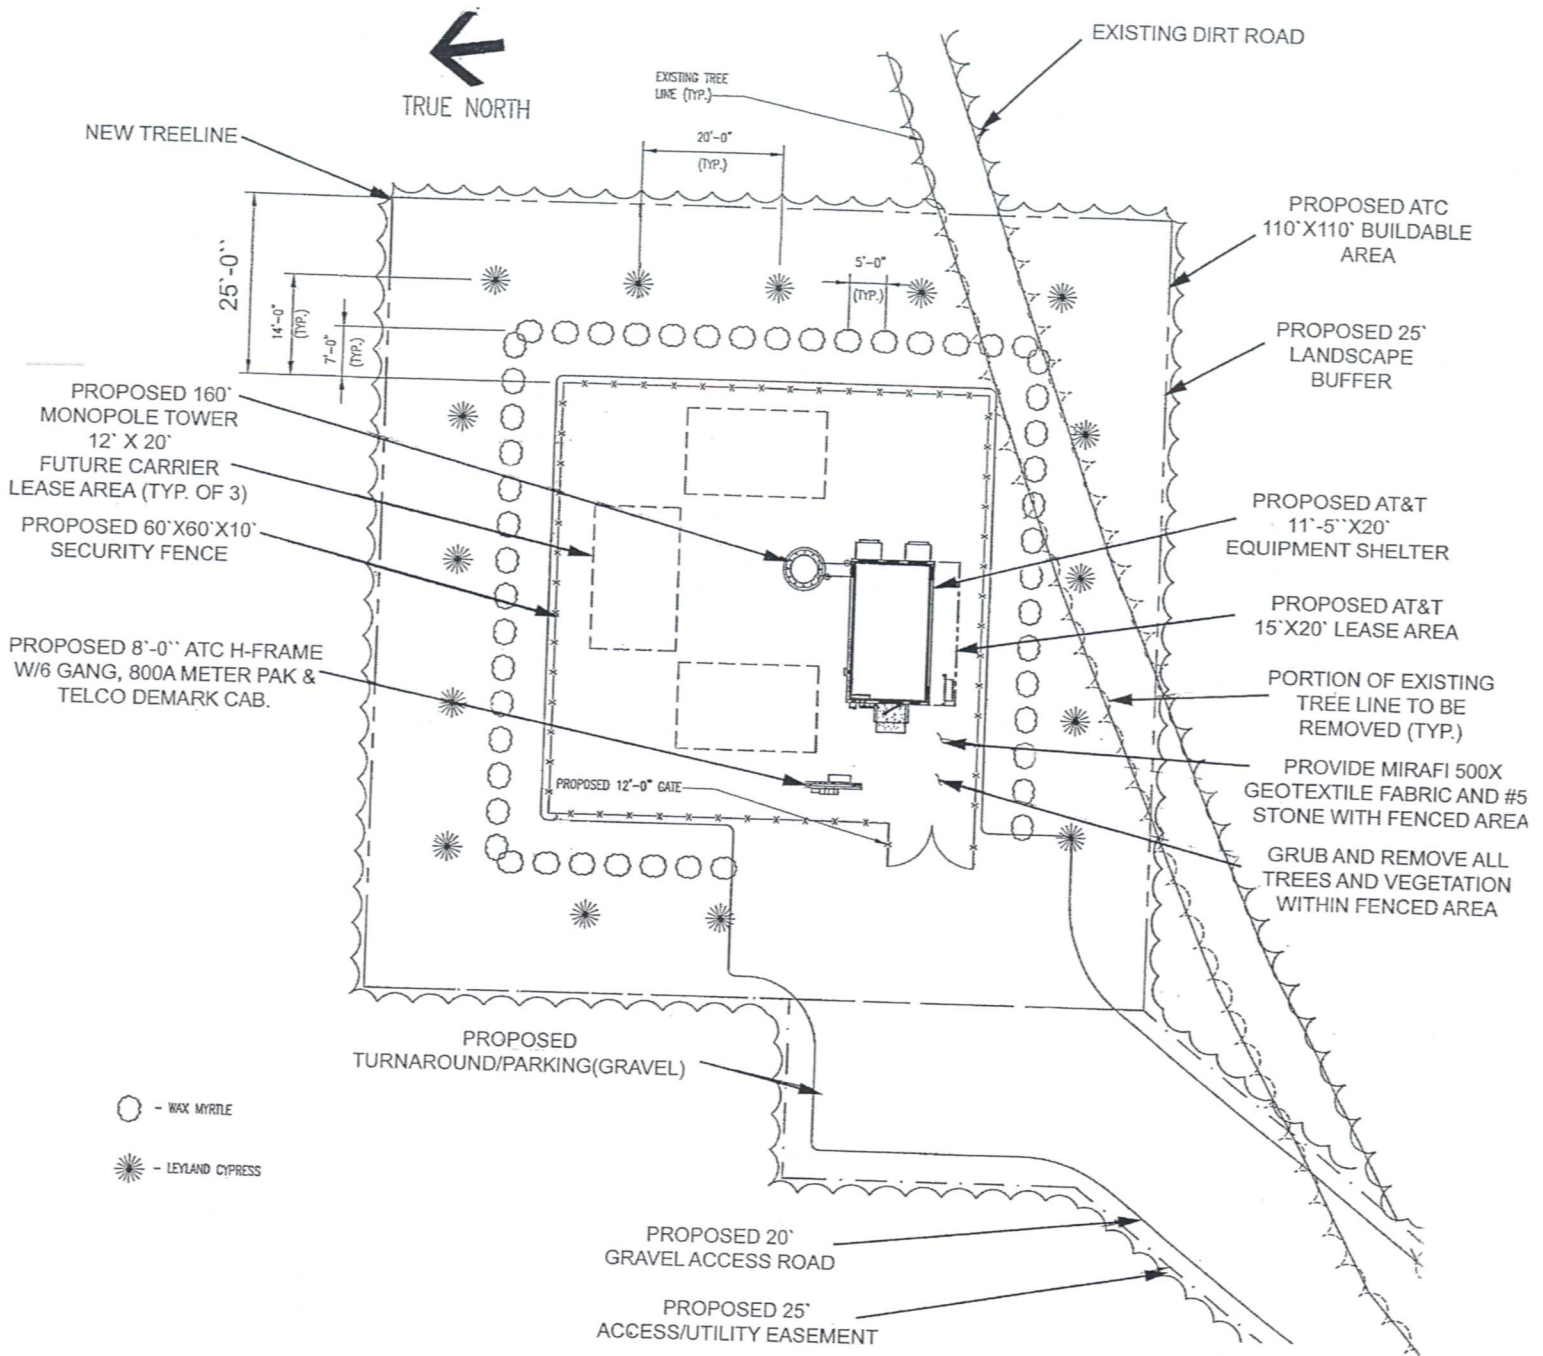 EXISTING DIRT ROAD
EXISTING TREE
LINE (TYP.)
TRUE NORTH
NEW TREELINE
20'-0"
(TYP.)
PROPOSED ATC
110`X110` BUILDABLE
AREA
25`-0``
14'-0"
(TYP.)
7'-0"
(TYP.)
5'-0"
(TYP.)
PROPOSED 25`
LANDSCAPE
BUFFER
PROPOSED 160`
MONOPOLE TOWER
12` X 20`
FUTURE CARRIER
LEASE AREA (TYP. OF 3)
PROPOSED 60`X60`X10`
SECURITY FENCE
PROPOSED 8`-0`` ATC H-FRAME
W/6 GANG, 800A METER PAK &
TELCO DEMARK CAB.
PROPOSED 12'-0" GATE
PROPOSED AT&T
11`-5``X20`
EQUIPMENT SHELTER
PROPOSED AT&T
15`X20` LEASE AREA
PORTION OF EXISTING
TREE LINE TO BE
REMOVED (TYP.)
PROVIDE MIRAFI 500X
GEOTEXTILE FABRIC AND #5
STONE WITH FENCED AREA
GRUB AND REMOVE ALL
TREES AND VEGETATION
WITHIN FENCED AREA
PROPOSED
TURNAROUND/PARKING(GRAVEL)
- WAX MYRTLE
- LEYLAND CYPRESS
PROPOSED 20`
GRAVEL ACCESS ROAD
PROPOSED 25`
ACCESS/UTILITY EASEMENT